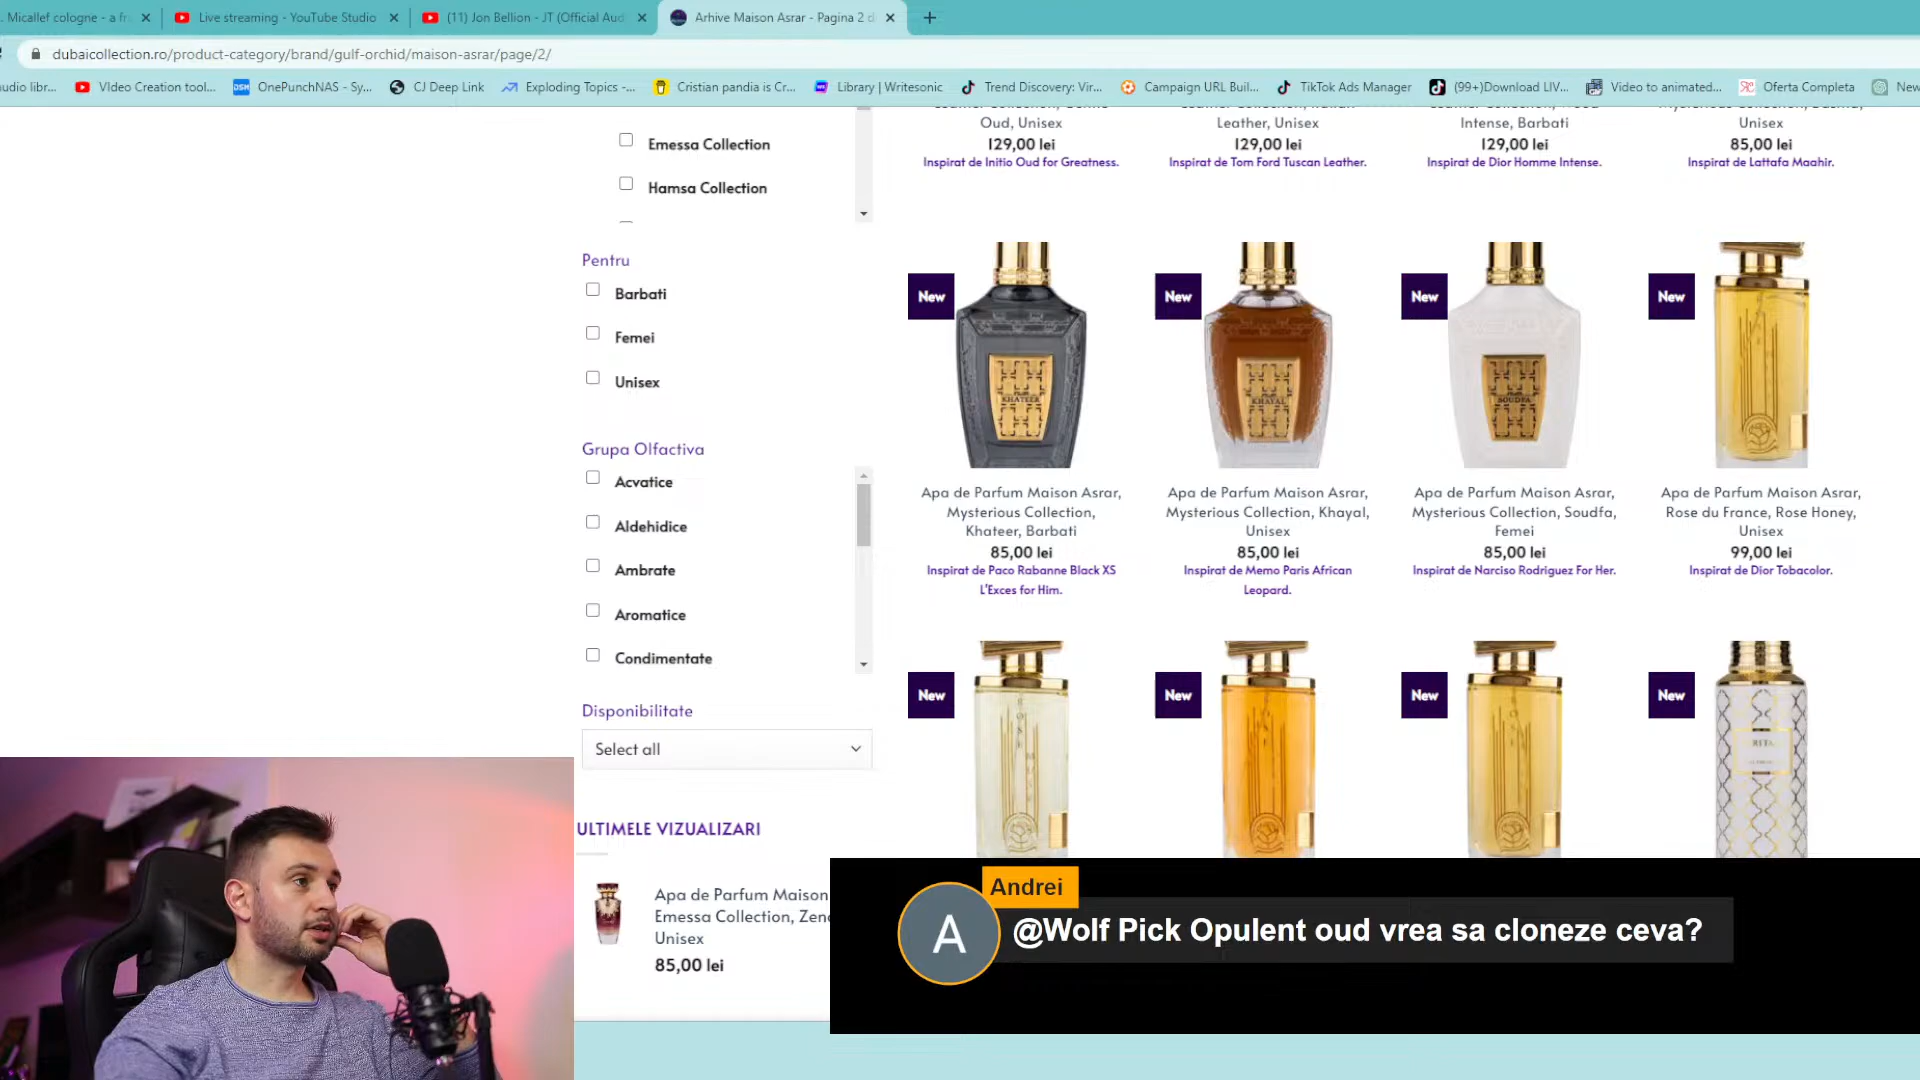 . Micallef cologne - a fr
Live streaming - YouTube Studio
(11) Jon Bellion - JT (Official Aud
Arhive Maison Asrar - Pagina 2 d
dubaicollection.ro/product-category/brand/gulf-orchid/maison-asrar/page/2/
udio libr...
VIdeo Creation tool...
OnePunchNAS - Sy...
CJ Deep Link
Exploding Topics -...
Cristian pandia is Cr...
Library | Writesonic
Trend Discovery: Vir...
Campaign URL Buil...
TikTok Ads Manager
(99+)Download LIV...
Video to animated...
Oferta Completa
New
Emessa Collection
Hamsa Collection
Pentru
Barbati
Femei
Unisex
Grupa Olfactiva
Acvatice
Aldehidice
Ambrate
Aromatice
Condimentate
Disponibilitate
Select all
ULTIMELE VIZUALIZARI
Apa de Parfum Maison
Emessa Collection, Zen
Unisex
85,00 lei
Oud, Unisex
129,00 lei
Inspirat de Initio Oud for Greatness.
Leather, Unisex
129,00 lei
Inspirat de Tom Ford Tuscan Leather.
Intense, Barbati
129,00 lei
Inspirat de Dior Homme Intense.
Unisex
85,00 lei
Inspirat de Lattafa Maahir.
New
KHATEER
New
KHAYAL
New
SOUDFA
New
Apa de Parfum Maison Asrar,
Mysterious Collection,
Khateer, Barbati
85,00 lei
Inspirat de Paco Rabanne Black XS
L'Exces for Him.
Apa de Parfum Maison Asrar,
Mysterious Collection, Khayal,
Unisex
85,00 lei
Inspirat de Memo Paris African
Leopard.
Apa de Parfum Maison Asrar,
Mysterious Collection, Soudfa,
Femei
85,00 lei
Inspirat de Narciso Rodriguez For Her.
Apa de Parfum Maison Asrar,
Rose du France, Rose Honey,
Unisex
99,00 lei
Inspirat de Dior Tobacolor.
New
New
New
New
Andrei
A
@Wolf Pick Opulent oud vrea sa cloneze ceva?